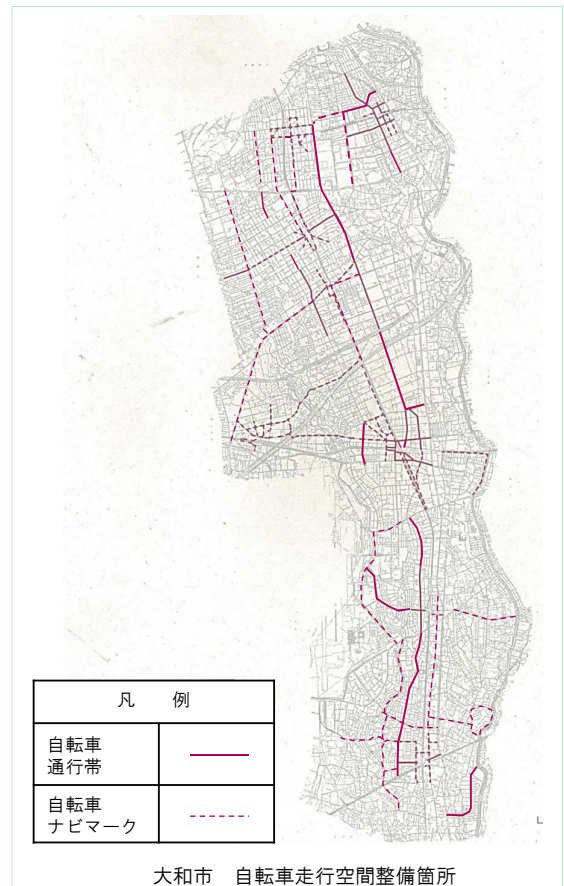 凡　例
自転車
通行帯
自転車
ナビマーク
大和市　自転車走行空間整備箇所